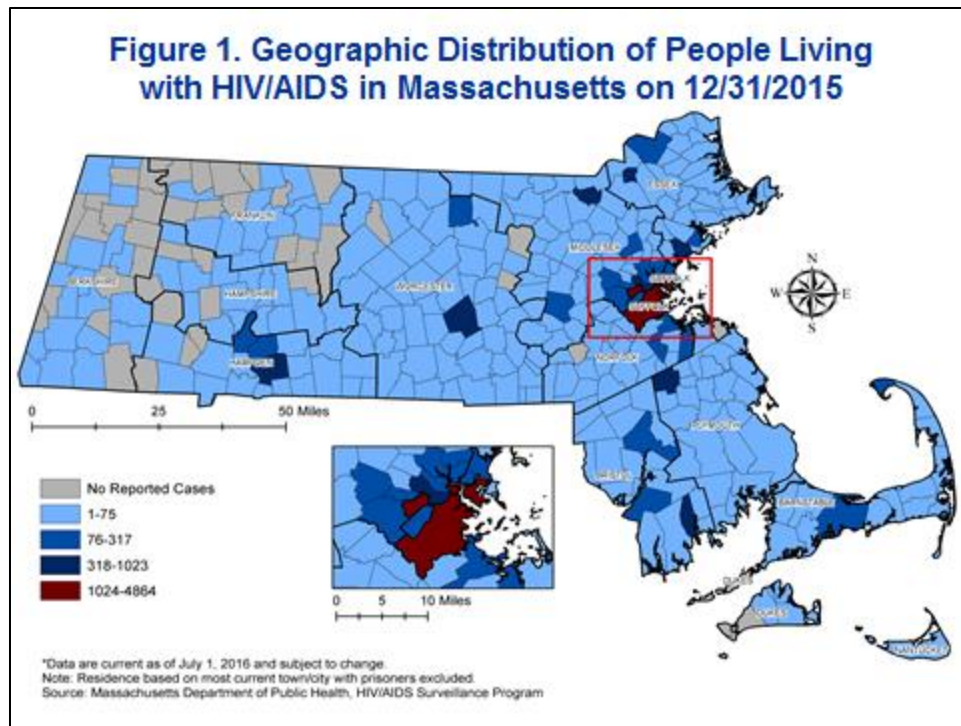 Figure 1. Geographic Distribution of People Living
with HIV/AIDS in Massachusetts on 12/31/2015
ESSEX
FRANKLIN
MIDDLESEX
SUFFOLK
BERKSHIRE
HAMPSHIRE
WORCESTER
SUFFOLK
N
W E
S
HAMPDEN
NORFOLK
0 25 50 Miles
PLYMOUTH
BRISTOL
BARNSTABLE
No Reported Cases
1-75
76-317
318-1023
1024-4864
DUKES
0 5 10 Miles
DUKES
NANTUCKET
*Data are current as of July 1, 2016 and subject to change.
Note: Residence based on most current town/city with prisoners excluded.
Source: Massachusetts Department of Public Health, HIV/AIDS Surveillance Program